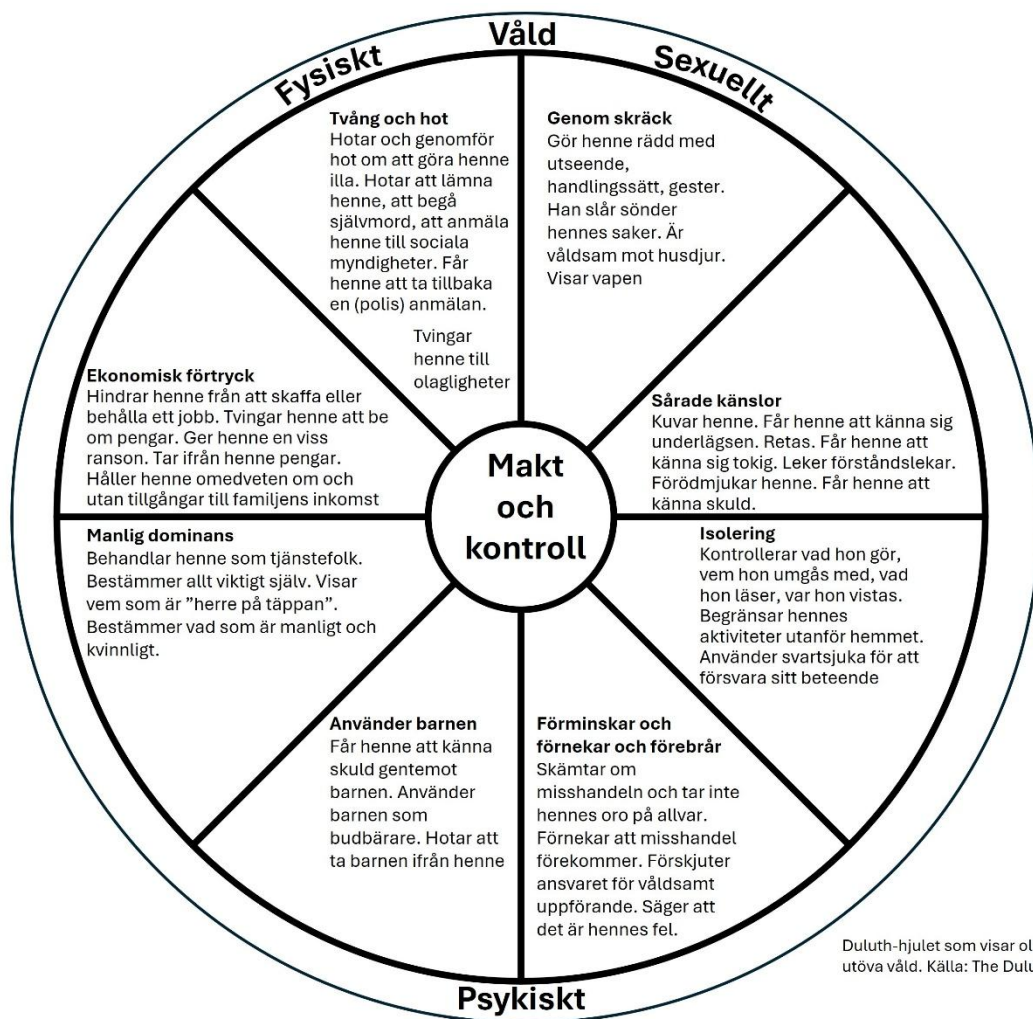 Våld
Fysiskt
Sexuellt
Tvång och hot
Hotar och genomför
hot om att göra henne
illa. Hotar att lämna
henne, att begå
självmord, att anmäla
henne till sociala
myndigheter. Får
henne att ta tillbaka
en (polis) anmälan.
Tvingar
henne till
olagligheter
Genom skräck
Gör henne rädd med
utseende,
handlingssätt, gester.
Han slår sönder
hennes saker. Är
våldsam mot husdjur.
Visar vapen
Ekonomisk förtryck
Hindrar henne från att skaffa eller
behålla ett jobb. Tvingar henne att be
om pengar. Ger henne en viss
ranson. Tar ifrån henne pengar.
Håller henne omedveten om och
utan tillgångar till familjens inkomst
Sårade känslor
Kuvar henne. Får henne att känna sig
underlägsen. Retas. Får henne att
känna sig tokig. Leker förståndslekar.
Förödmjukar henne. Får henne att
känna skuld.
Makt
och
kontroll
Manlig dominans
Behandlar henne som tjänstefolk.
Bestämmer allt viktigt själv. Visar
vem som är ”herre på täppan”.
Bestämmer vad som är manligt och
kvinnligt.
Isolering
Kontrollerar vad hon gör,
vem hon umgås med, vad
hon läser, var hon vistas.
Begränsar hennes
aktiviteter utanför hemmet.
Använder svartsjuka för att
försvara sitt beteende
Använder barnen
Får henne att känna
skuld gentemot
barnen. Använder
barnen som
budbärare. Hotar att
ta barnen ifrån henne
Förminskar och
förnekar och förebrår
Skämtar om
misshandeln och tar inte
hennes oro på allvar.
Förnekar att misshandel
förekommer. Förskjuter
ansvaret för våldsamt
uppförande. Säger att
det är hennes fel.
Psykiskt
Duluth-hjulet som visar
utöva våld. Källa: The